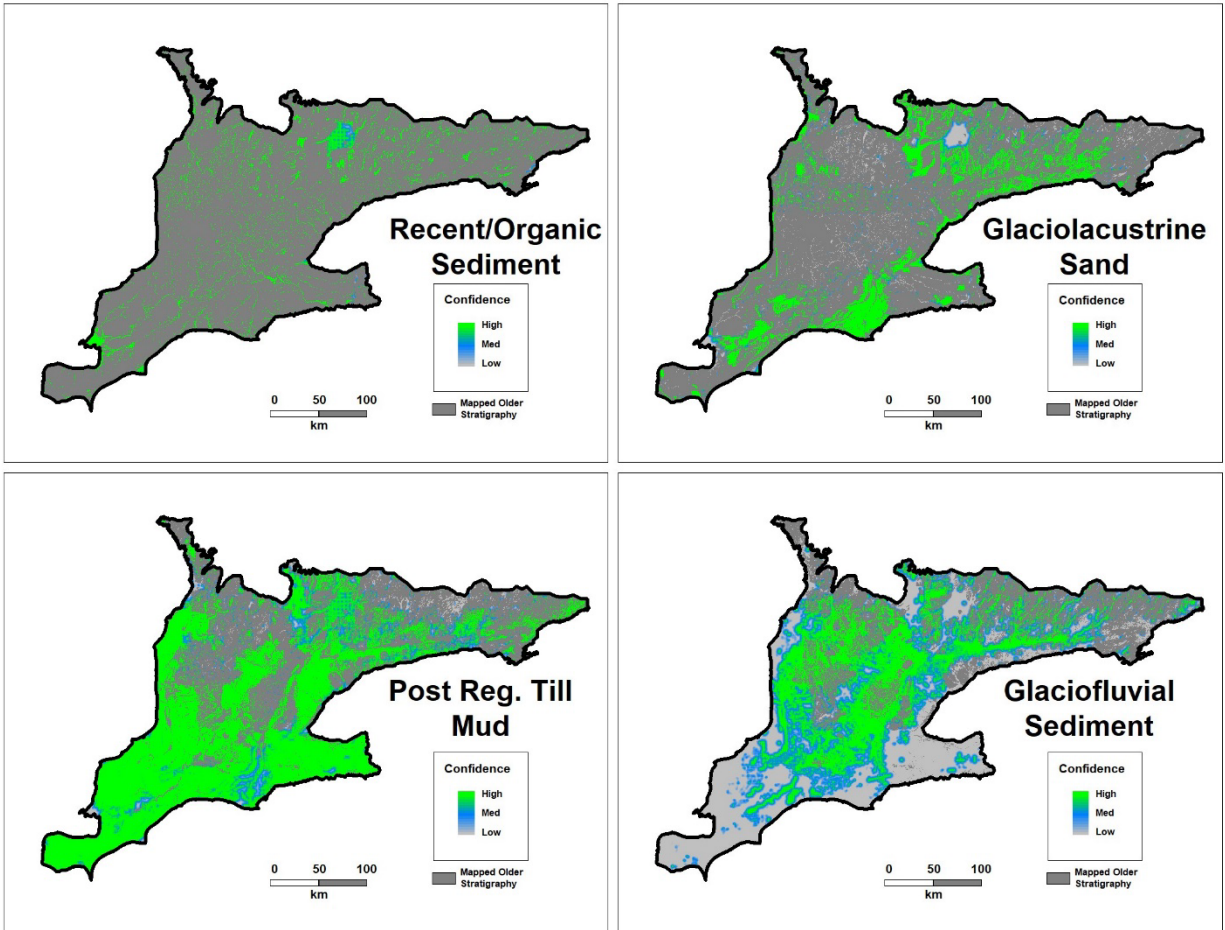 Recent/Organic
Sediment
Confidence
High
Med
Low
0 50 100
km
Mapped Older
Stratigraphy
Glaciolacustrine
Sand
Confidence
High
Med
Low
0 50 100
km
Mapped Older
Stratigraphy
Post Reg. Till
Mud
Confidence
High
Med
Low
0 50 100
km
Mapped Older
Stratigraphy
Glaciofluvial
Sediment
Confidence
High
Med
Low
0 50 100
km
Mapped Older
Stratigraphy